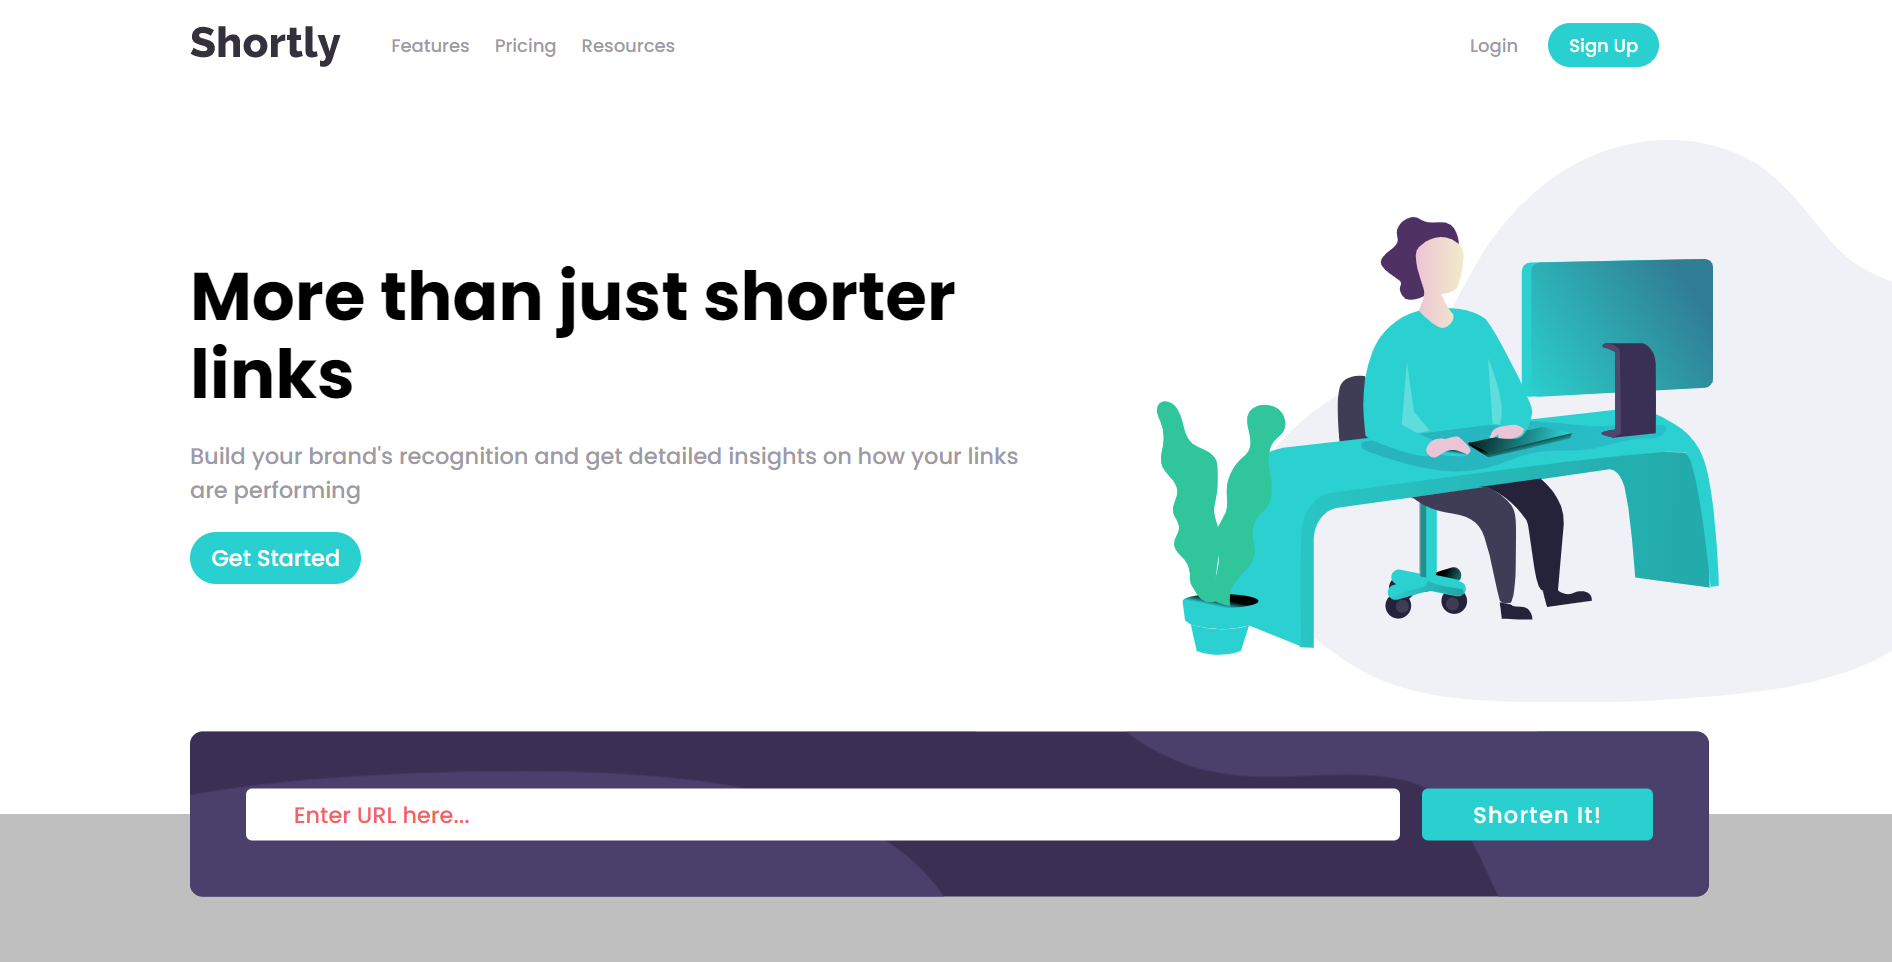 Shortly
Features
Pricing
Resources
Login
Sign Up
More than just shorter
links
Build your brand's recognition and get detailed insights on how your links
are performing
Get Started
Enter URL here...
Shorten It!